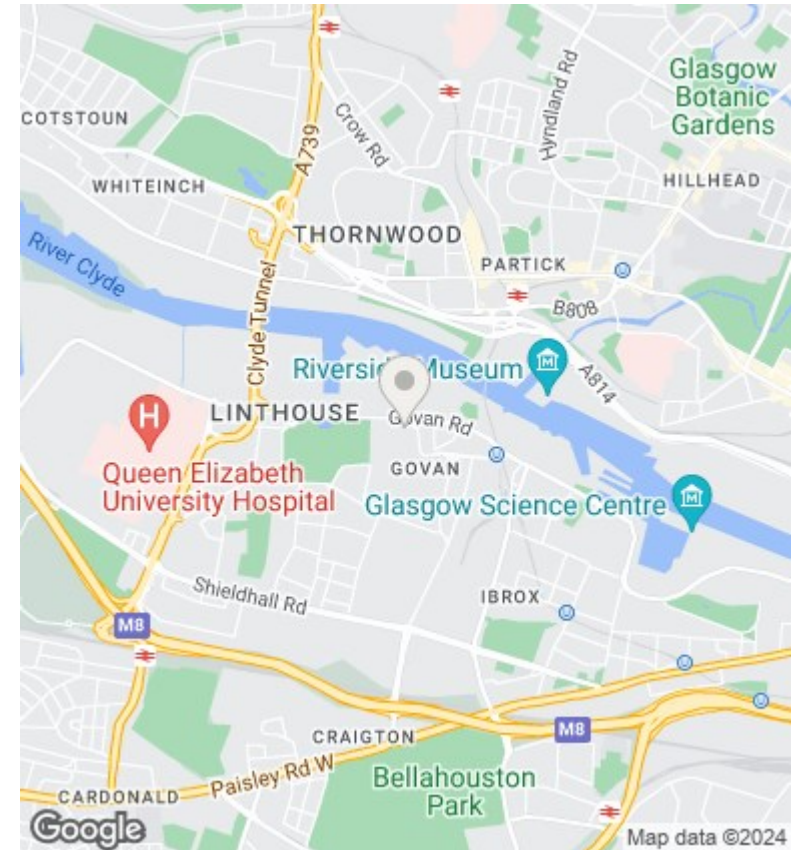 Glasgow
Botanic
Gardens
COTSTOUN
A739
Crow Rd
Hyndland Rd
WHITEINCH
HILLHEAD
THORNWOOD
River Clyde
PARTICK
Clyde Tunnel
B808
Riverside Museum
A814
LINTHOUSE
Govan Rd
H
Queen Elizabeth
University Hospital
GOVAN
Glasgow Science Centre
Shieldhall Rd
IBROX
M8
CRAIGTON
M8
Paisley Rd W
Bellahouston
Park
CARDONALD
Google
Map data ©2024